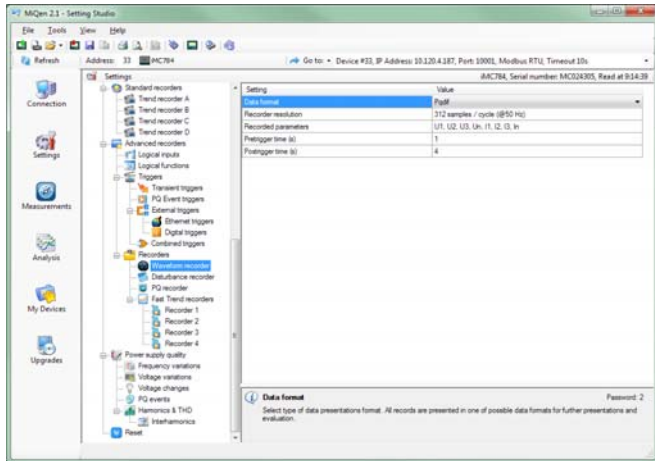 MiQen 2.1 - Setting Studio
File Tools View Help
Refresh
Address: 33 iMC784
Go to: Device #33, IP Address: 10.120.4.187, Port: 10001, Modbus RTU, Timeout 10s
Connection
Settings
Measurements
Analysis
My Devices
Upgrades
Settings
iMC784, Serial number: MC024305, Read at 9:14:39
Standard recorders
Trend recorder A
Trend recorder B
Trend recorder C
Trend recorder D
Advanced recorders
Logical inputs
Logical functions
Triggers
Transient triggers
PQ Event triggers
External triggers
Ethernet triggers
Digital triggers
Combined triggers
Recorders
Waveform recorder
Disturbance recorder
PQ recorder
Fast Trend recorders
Recorder 1
Recorder 2
Recorder 3
Recorder 4
Power supply quality
Frequency variations
Voltage variations
Voltage changes
PQ events
Harmonics & THD
Interharmonics
Reset
Setting Value
Data format Pqdif
Recorder resolution 312 samples / cycle (@50 Hz)
Recorded parameters U1, U2, U3, Un, I1, I2, I3, In
Pretrigger time (s) 1
Postrigger time (s) 4
Data format Password: 2
Select type of data presentations format. All records are presented in one of possible data formats for further presentations and
evaluation.